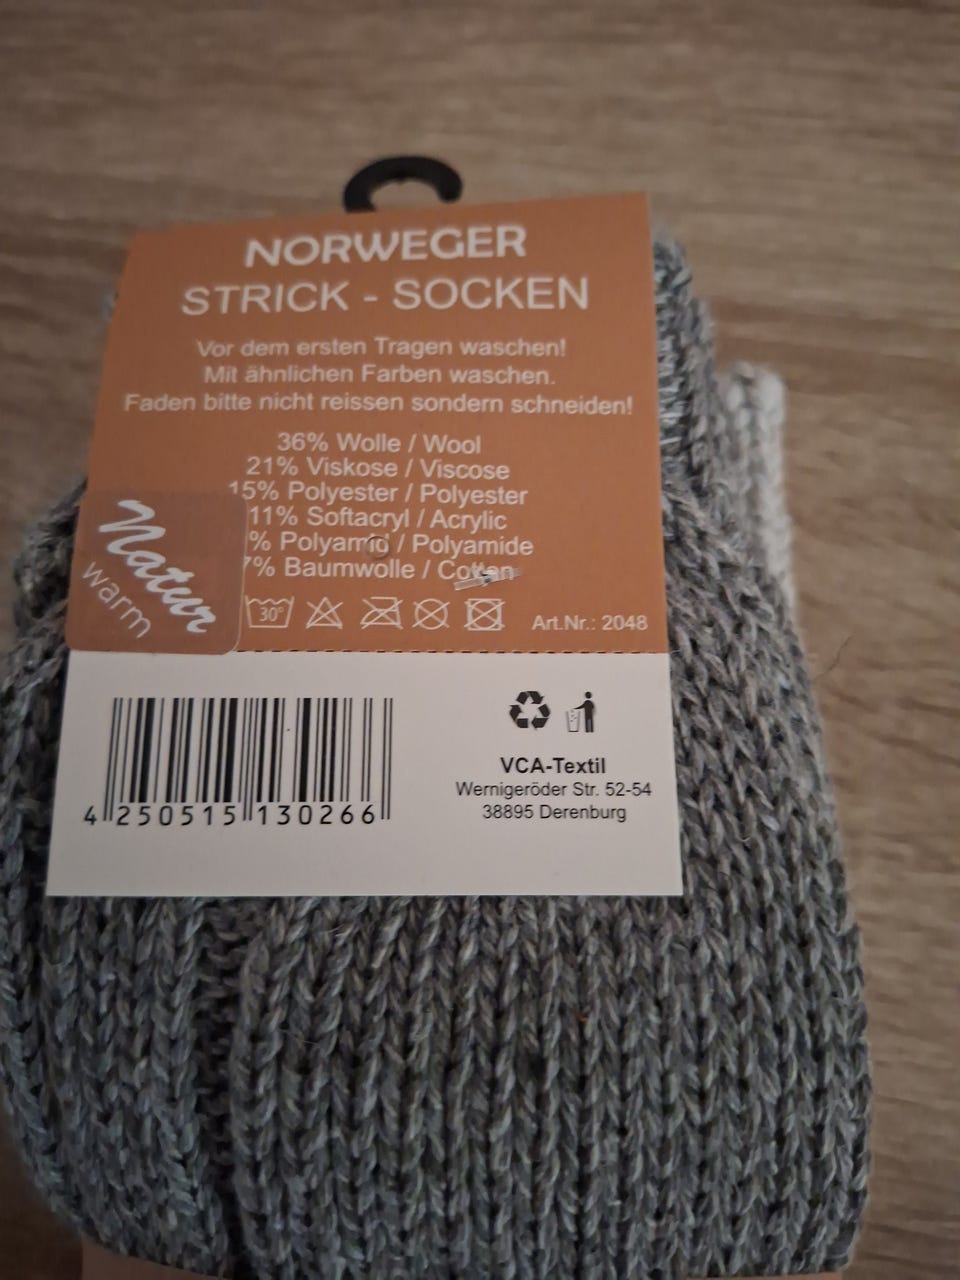 NORWEGER
STRICK - SOCKEN
Vor dem ersten Tragen waschen!
Mit ähnlichen Farben waschen.
Faden bitte nicht reissen sondern schneiden!
36% Wolle / Wool
21% Viskose / Viscose
15% Polyester / Polyester
11% Softacryl / Acrylic
% Polyamid / Polyamide
7% Baumwolle / Cotton
Natur
warm
30°
Art.Nr.: 2048
4 250515 130266
VCA-Textil
Wernigeröder Str. 52-54
38895 Derenburg